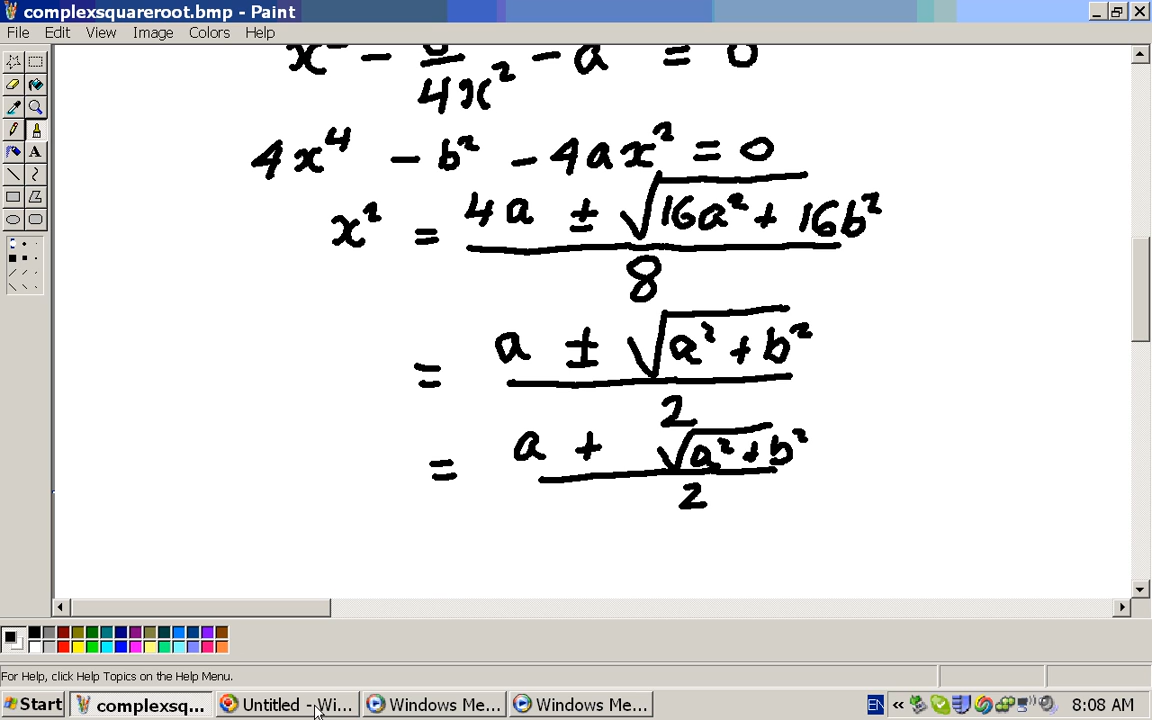 complexsquareroot.bmp - Paint
File Edit View Image Colors Help
4x² - a = 0
4x⁴ - b² - 4ax² = 0
x² = 4a ± √16a² + 16b²
8
= a ± √a² + b²
2
= a + √a² + b²
2
For Help, click Help Topics on the Help Menu.
Start complexsq... Untitled - Wi... Windows Me... Windows Me... EN « 8:08 AM